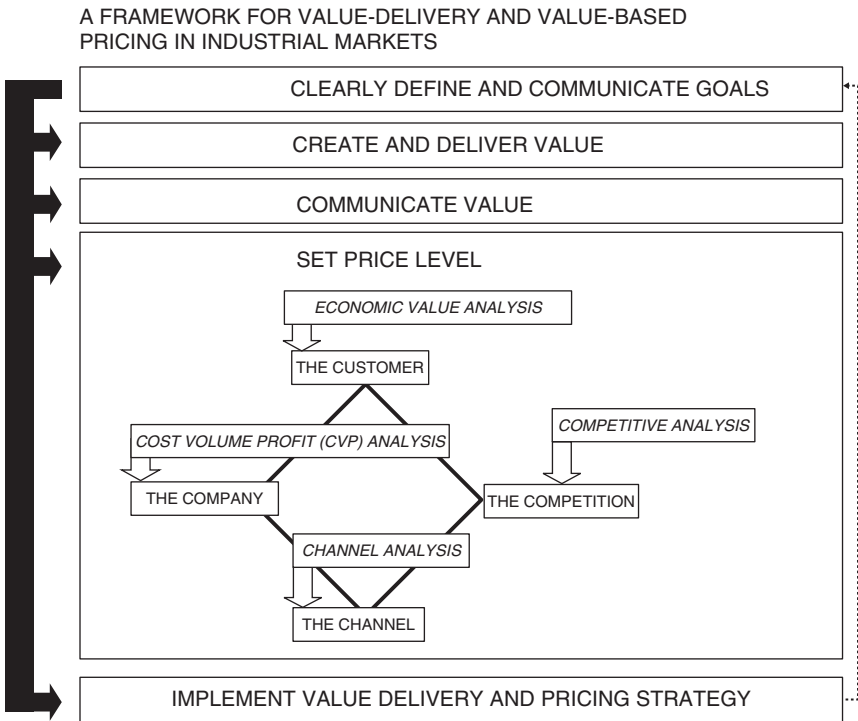 A FRAMEWORK FOR VALUE-DELIVERY AND VALUE-BASED
PRICING IN INDUSTRIAL MARKETS
CLEARLY DEFINE AND COMMUNICATE GOALS
CREATE AND DELIVER VALUE
COMMUNICATE VALUE
SET PRICE LEVEL
ECONOMIC VALUE ANALYSIS
THE CUSTOMER
COST VOLUME PROFIT (CVP) ANALYSIS
COMPETITIVE ANALYSIS
THE COMPANY
THE COMPETITION
CHANNEL ANALYSIS
THE CHANNEL
IMPLEMENT VALUE DELIVERY AND PRICING STRATEGY